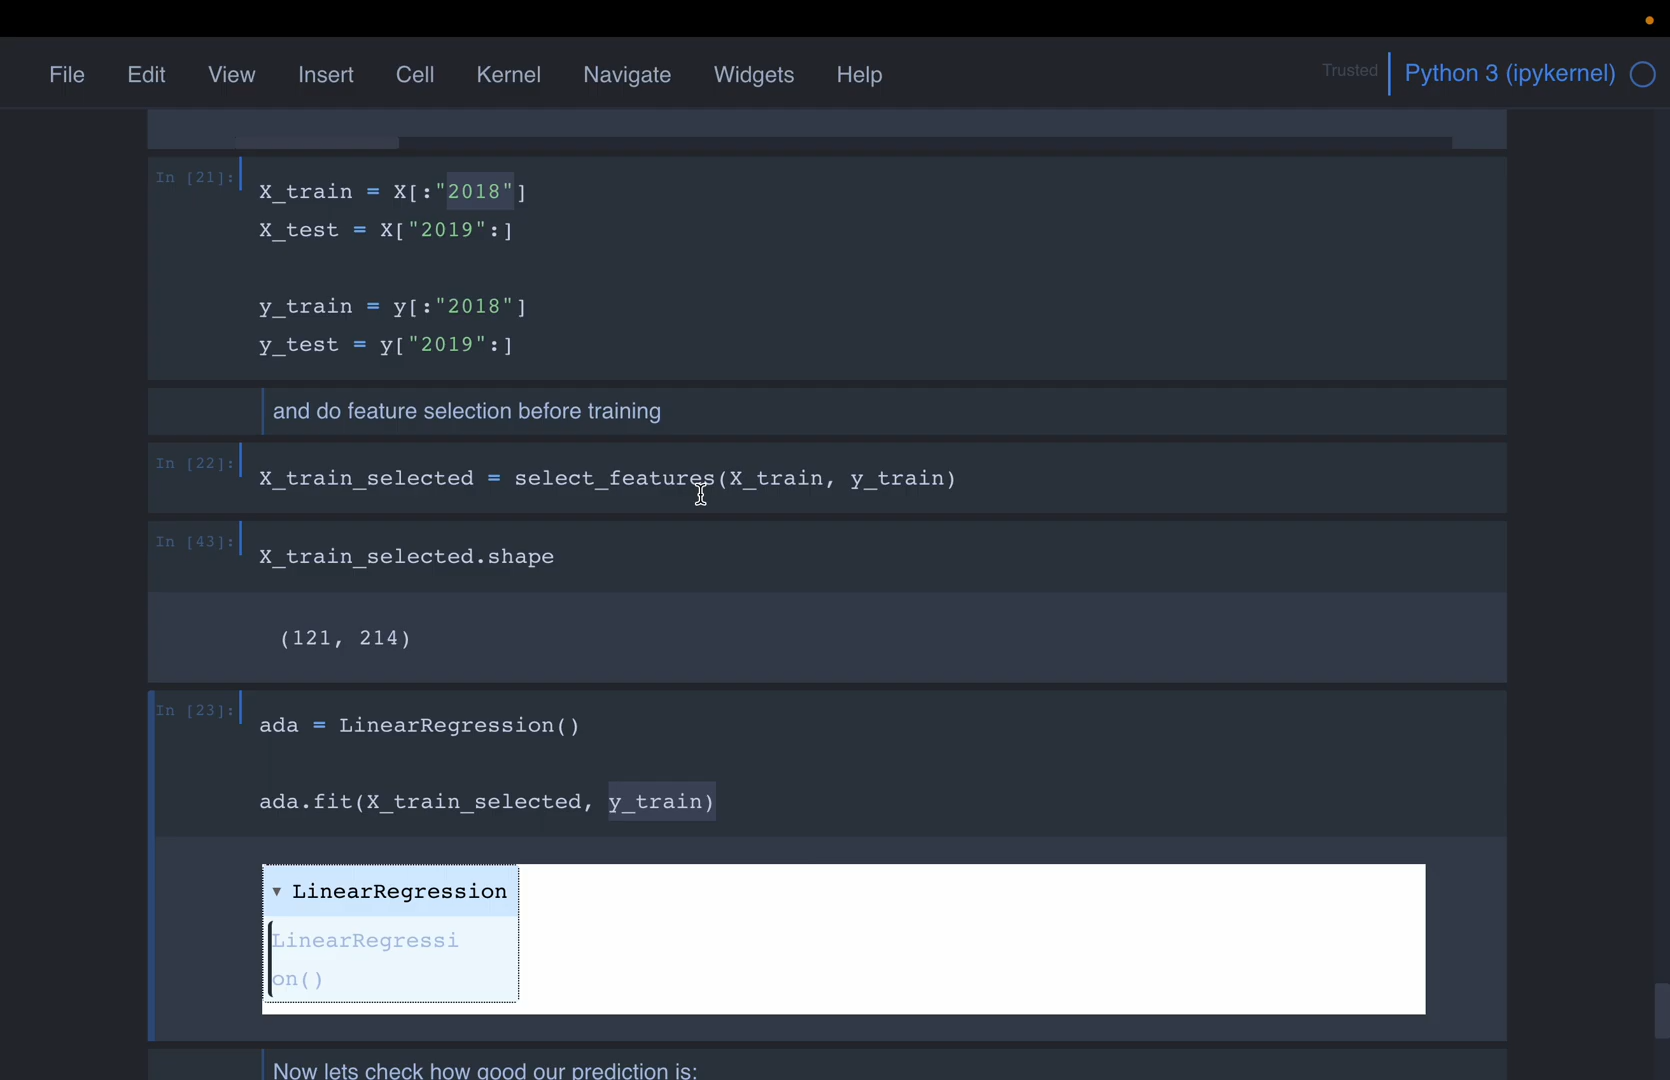 File Edit View Insert Cell Kernel Navigate Widgets Help Trusted Python 3 (ipykernel)
In [21]:
X_train = X[:"2018"]
X_test = X["2019":]
y_train = y[:"2018"]
y_test = y["2019":]
and do feature selection before training
In [22]:
X_train_selected = select_features(X_train, y_train)
In [43]:
X_train_selected.shape
(121, 214)
In [23]:
ada = LinearRegression()
ada.fit(X_train_selected, y_train)
▼ LinearRegression
LinearRegressi
on()
Now lets check how good our prediction is: